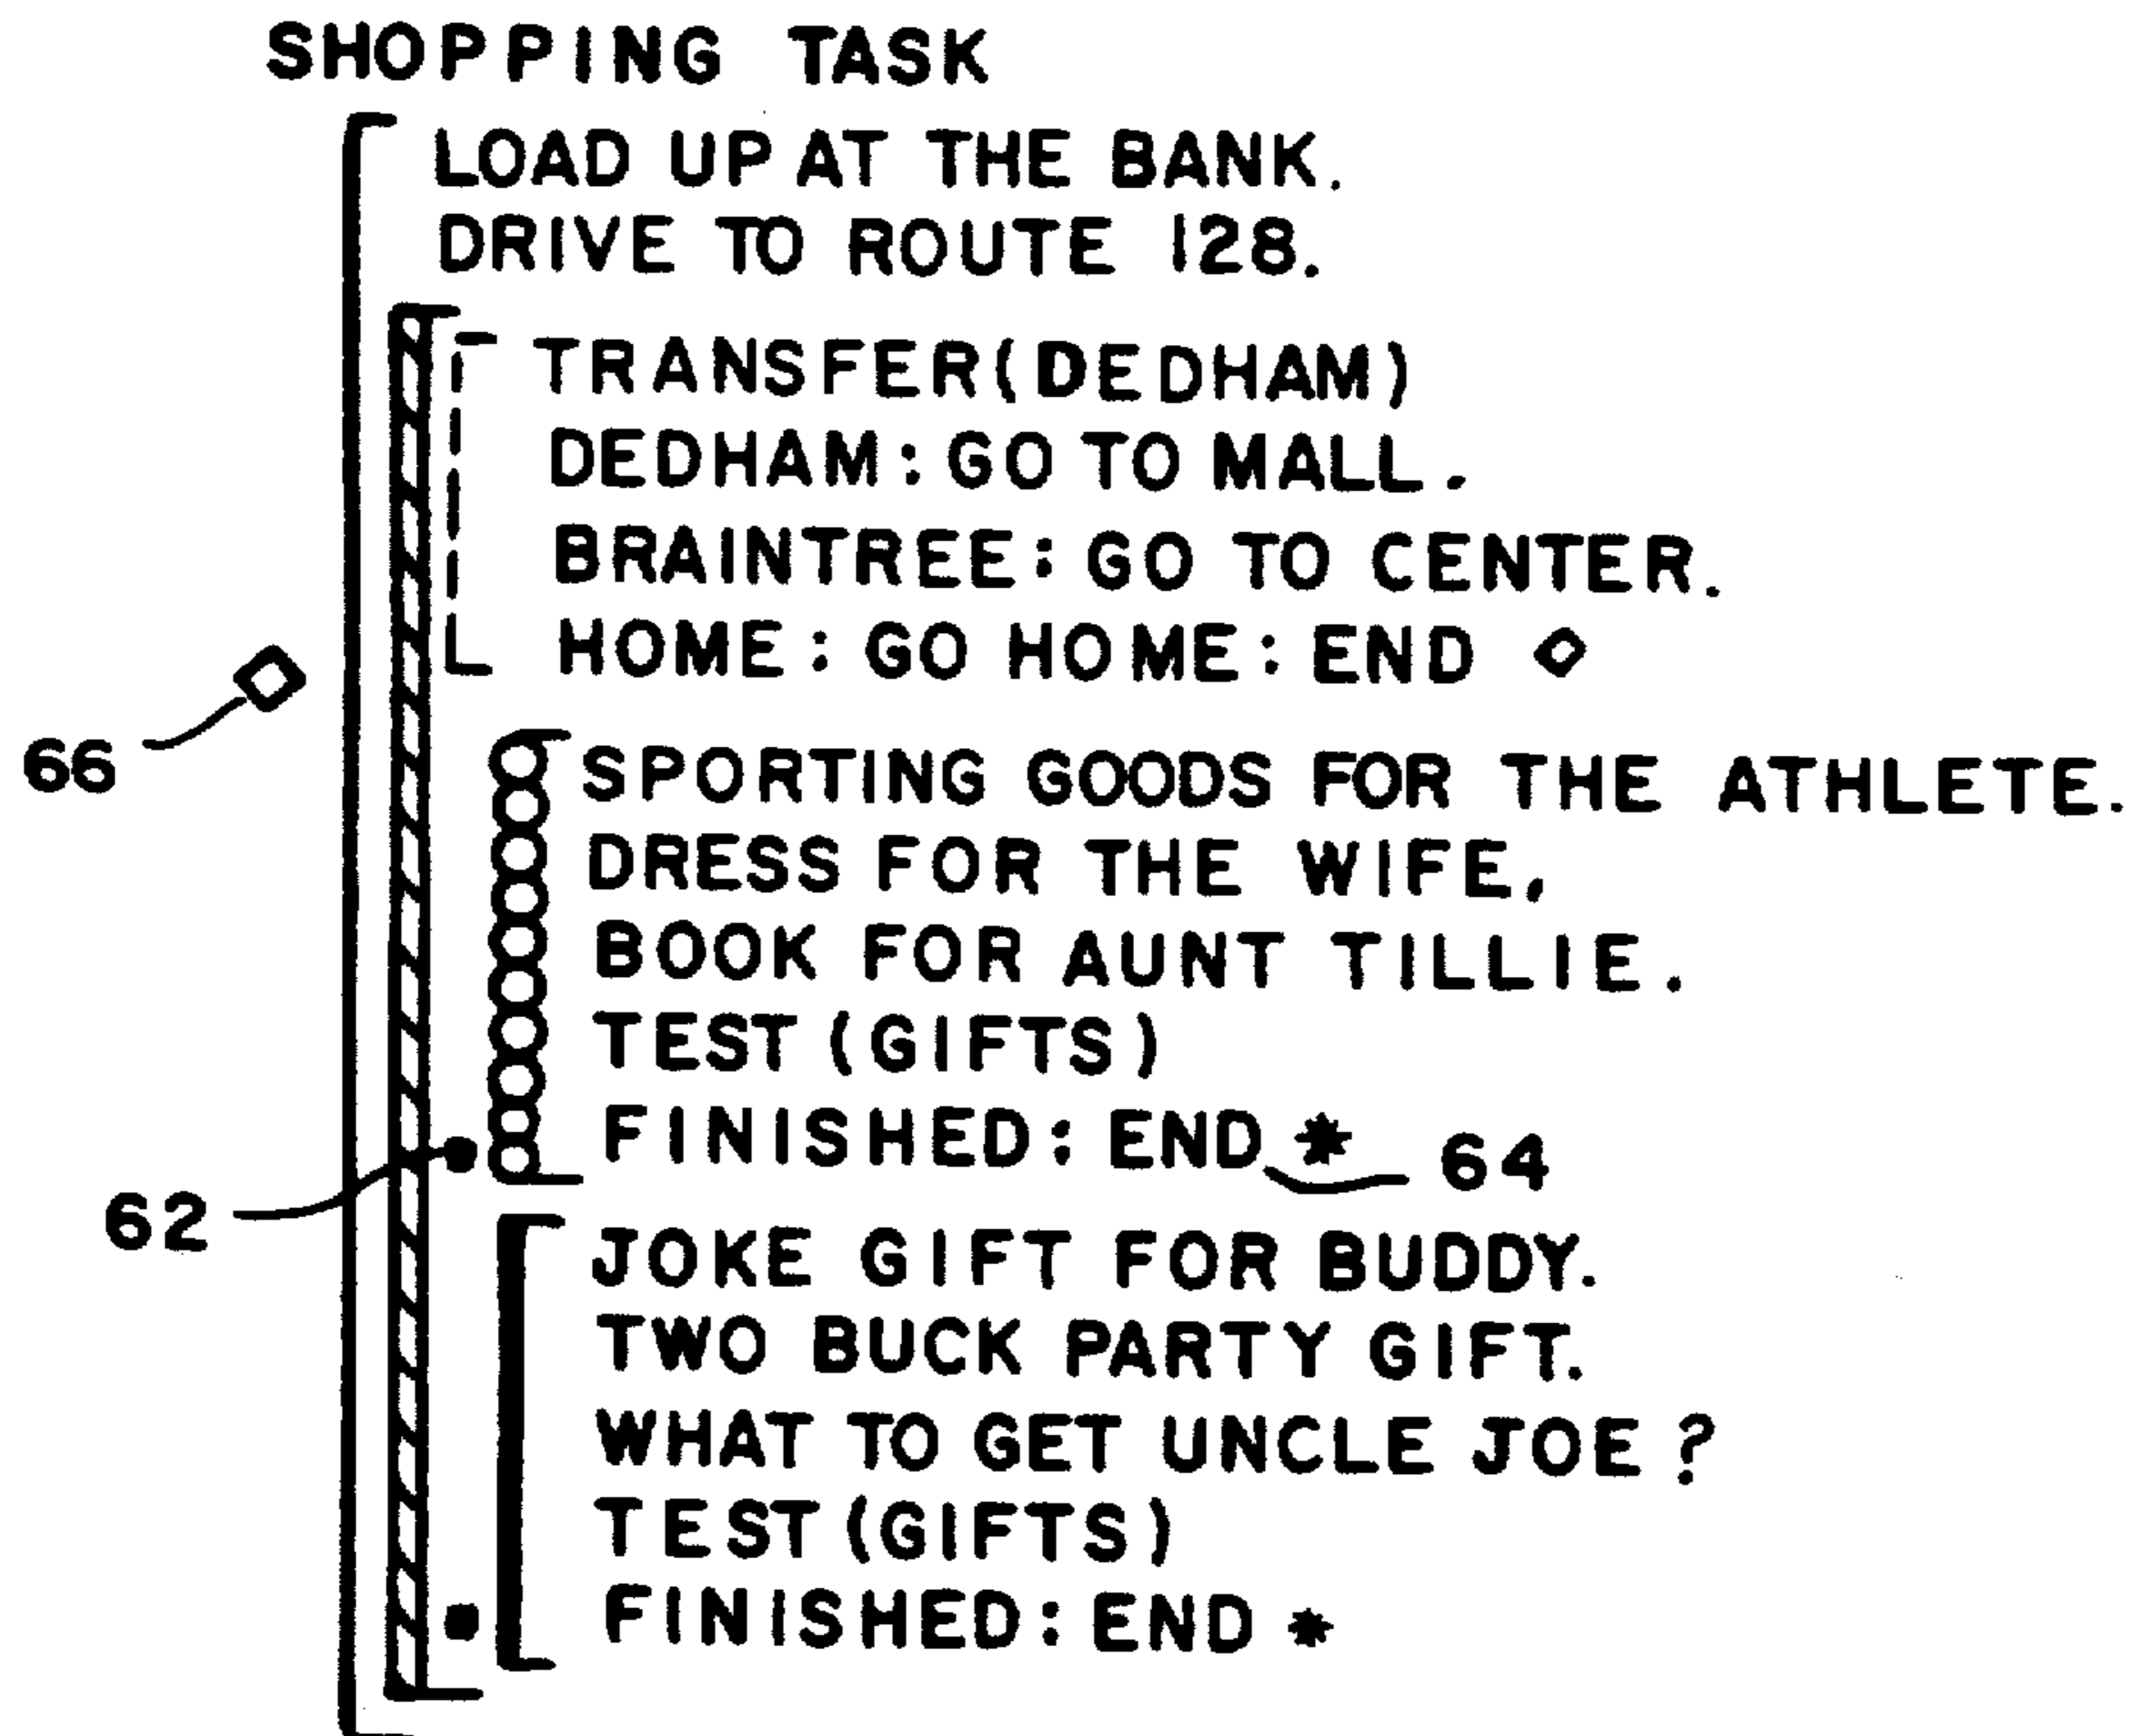 SHOPPING TASK
LOAD UP AT THE BANK.
DRIVE TO ROUTE 128.
TRANSFER(DEDHAM)
DEDHAM: GO TO MALL.
BRAINTREE: GO TO CENTER.
HOME: GO HOME: END ◇
66
SPORTING GOODS FOR THE ATHLETE.
DRESS FOR THE WIFE,
BOOK FOR AUNT TILLIE.
TEST (GIFTS)
FINISHED: END * 64
62
JOKE GIFT FOR BUDDY.
TWO BUCK PARTY GIFT.
WHAT TO GET UNCLE JOE?
TEST (GIFTS)
FINISHED: END *